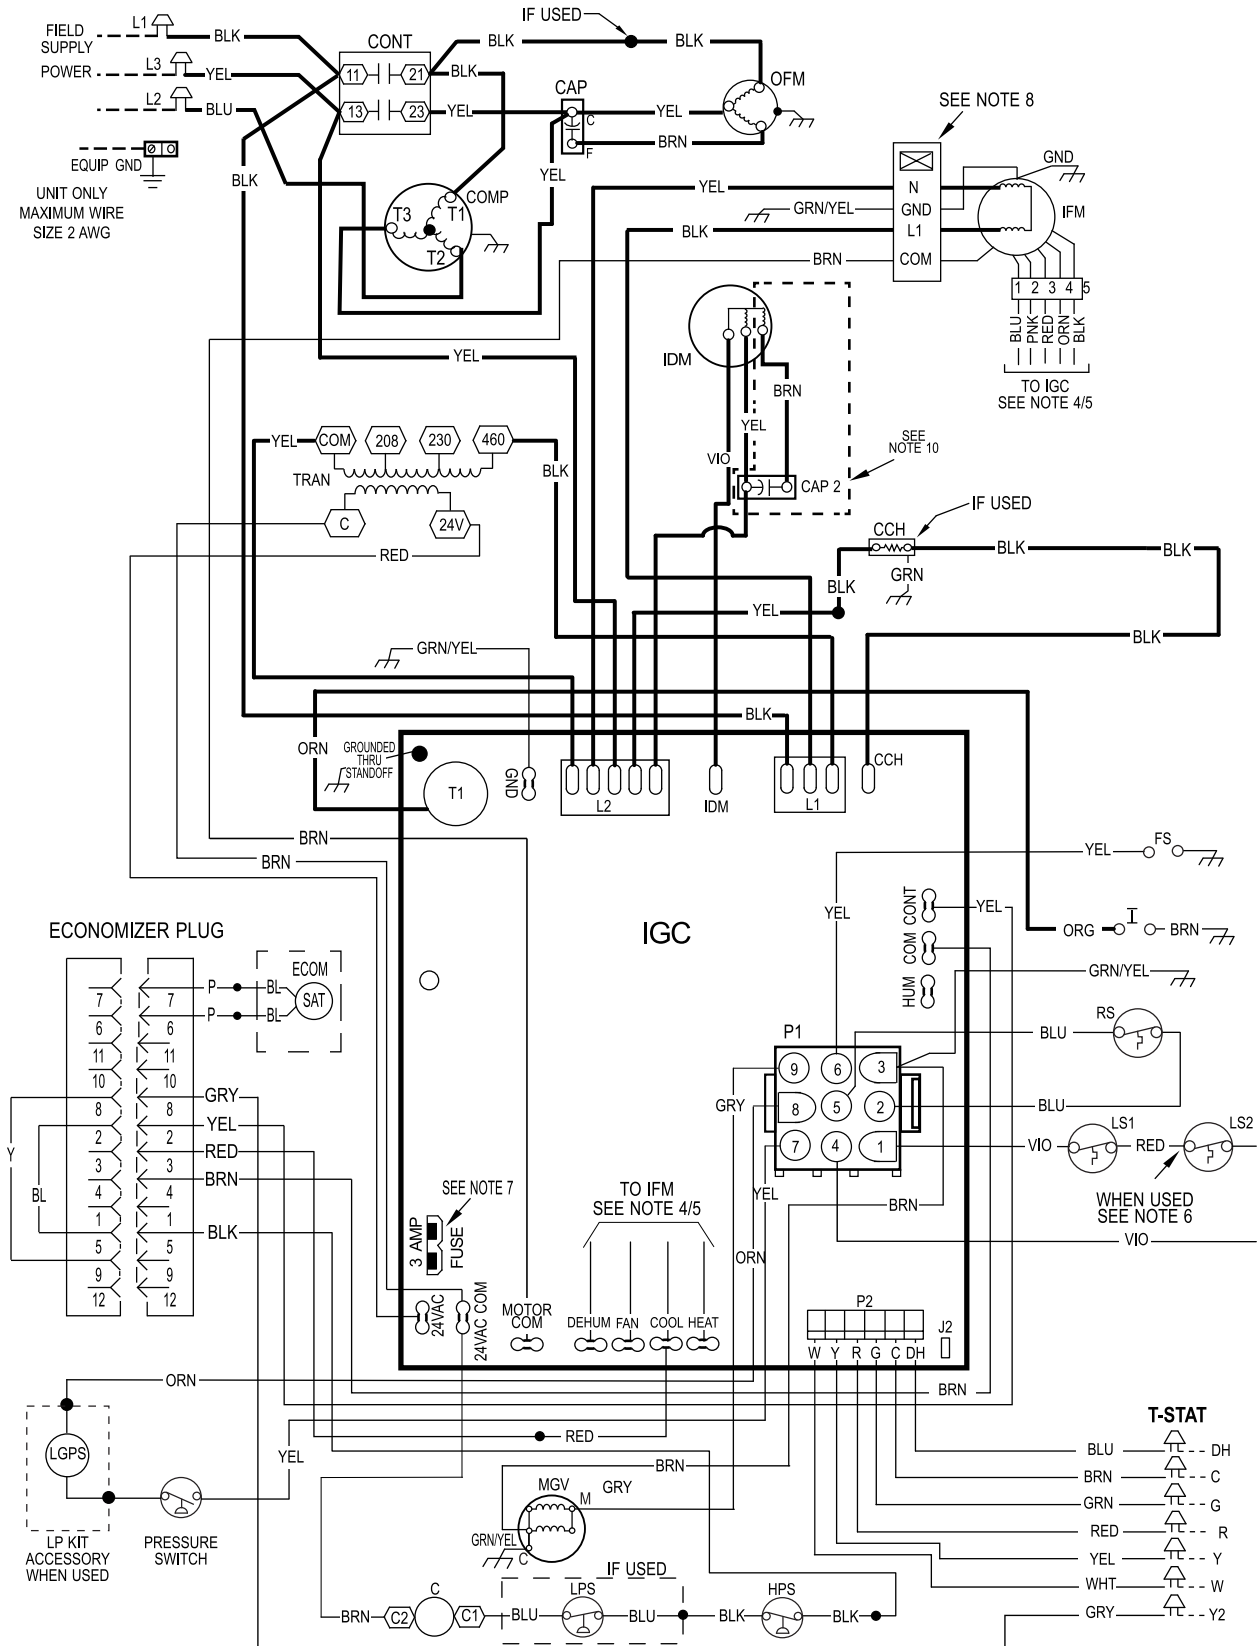 FIELD
SUPPLY
L1
BLK
POWER
L3
YEL
L2
BLU
EQUIP GND
UNIT ONLY
MAXIMUM WIRE
SIZE 2 AWG
CONT
11
21
13
23
IF USED
BLK
BLK
BLK
YEL
CAP
C
F
YEL
BRN
OFM
BLK
YEL
COMP
T3
T1
T2
SEE NOTE 8
YEL
N
GND
GRN/YEL
GND
IFM
BLK
L1
BRN
COM
1 2 3 4 5
BLU
PNK
RED
ORN
BLK
TO IGC
SEE NOTE 4/5
IDM
BRN
YEL
VIO
SEE
NOTE 10
CAP 2
YEL
YEL
COM
208
230
460
BLK
TRAN
C
24V
RED
IF USED
CCH
BLK
BLK
GRN
BLK
YEL
BLK
GRN/YEL
BLK
ORN
GROUNDED
THRU
STANDOFF
T1
GND
L2
IDM
L1
CCH
BRN
BRN
YEL
FS
YEL
CONT
YEL
ORG
BRN
COM
HUM
GRN/YEL
IGC
ECONOMIZER PLUG
ECOM
SAT
P
BL
P
BL
7
7
6
6
11
11
10
10
8
8
GRY
2
2
YEL
3
3
RED
4
4
BRN
1
1
5
5
BLK
9
9
12
12
Y
BL
P1
9
6
3
8
5
2
7
4
1
GRY
BLU
RS
BLU
VIO
LS1
RED
LS2
WHEN USED
SEE NOTE 6
VIO
YEL
BRN
ORN
SEE NOTE 7
3 AMP
FUSE
TO IFM
SEE NOTE 4/5
24VAC
24VAC COM
MOTOR
COM
DEHUM
FAN
COOL
HEAT
P2
W Y R G C DH
J2
ORN
BRN
RED
YEL
LGPS
LP KIT
ACCESSORY
WHEN USED
PRESSURE
SWITCH
BRN
MGV
M
GRY
GRN/YEL
C
IF USED
BRN
C2
C
C1
BLU
LPS
BLU
BLK
HPS
BLK
T-STAT
BLU
DH
BRN
C
GRN
G
RED
R
YEL
Y
WHT
W
GRY
Y2